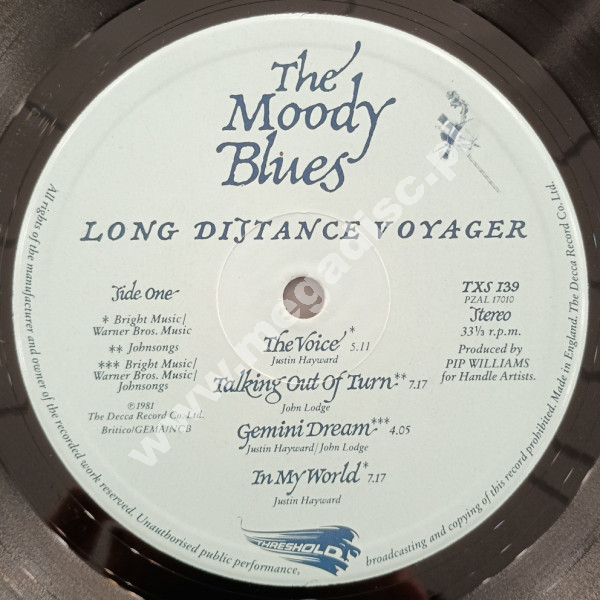 The
Moody
Blues
LONG DISTANCE VOYAGER
Side One
* Bright Music/
Warner Bros. Music
** Johnsongs
*** Bright Music/
Warner Bros. Music/
Johnsongs
℗1981
The Decca Record Co. Ltd.
Britico/GEMA/NCB
The Voice* 5.11
Justin Hayward
Talking Out Of Turn** 7.17
John Lodge
Gemini Dream*** 4.05
Justin Hayward/John Lodge
In My World* 7.17
Justin Hayward
TXS 139
PZAL 17010
Stereo
33⅓ r.p.m.
Produced by
PIP WILLIAMS
for Handle Artists.
THRESHOLD
All rights of the manufacturer and owner of the recorded work reserved. Unauthorised public performance, broadcasting and copying of this record prohibited. Made in England. The Decca Record Co. Ltd.
www.megadisc.pl